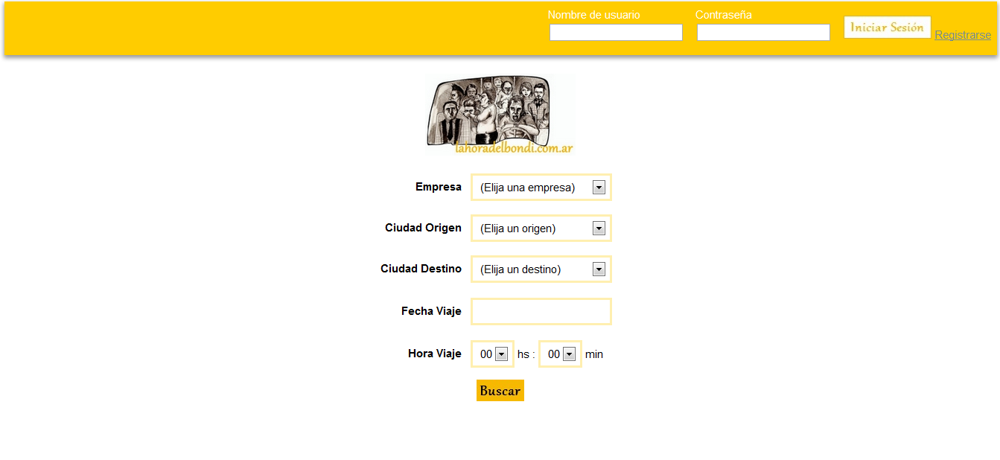 Nombre de usuario
Contraseña
Iniciar Sesión
Registrarse
lahoradelbondi.com.ar
Empresa
(Elija una empresa)
Ciudad Origen
(Elija un origen)
Ciudad Destino
(Elija un destino)
Fecha Viaje
Hora Viaje
00 hs : 00 min
Buscar